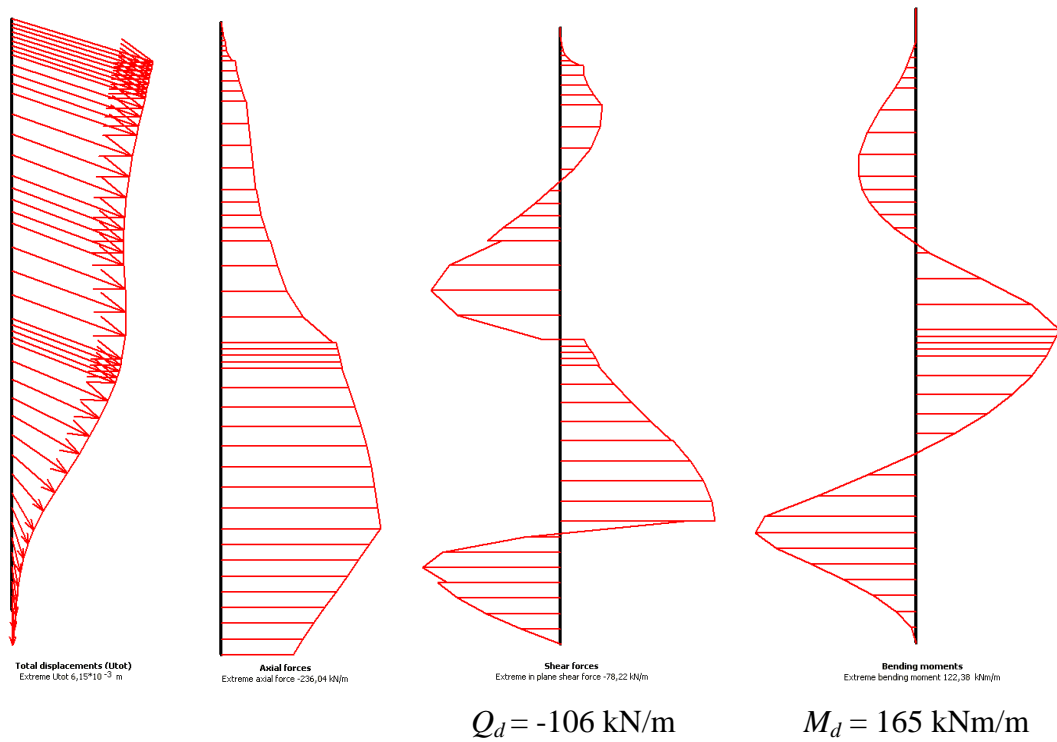 Total displacements (Utot)
Extreme Utot 6,15*10 -3 m
Axial forces
Extreme axial force -236,04 kN/m
Shear forces
Extreme in plane shear force -78,22 kN/m
Bending moments
Extreme bending moment 122,38 kNm/m
Qd = -106 kN/m
Md = 165 kNm/m